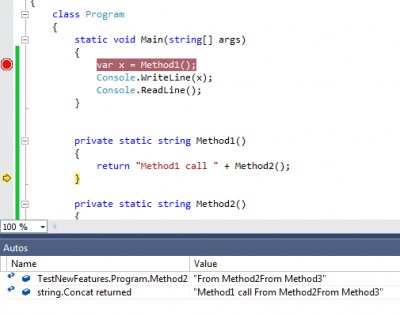 {
class Program
{
static void Main(string[] args)
{
var x = Method1();
Console.WriteLine(x);
Console.ReadLine();
}
private static string Method1()
{
return "Method1 call " + Method2();
}
private static string Method2()
{
100 %
Autos
Name Value
TestNewFeatures.Program.Method2 "From Method2From Method3"
string.Concat returned "Method1 call From Method2From Method3"